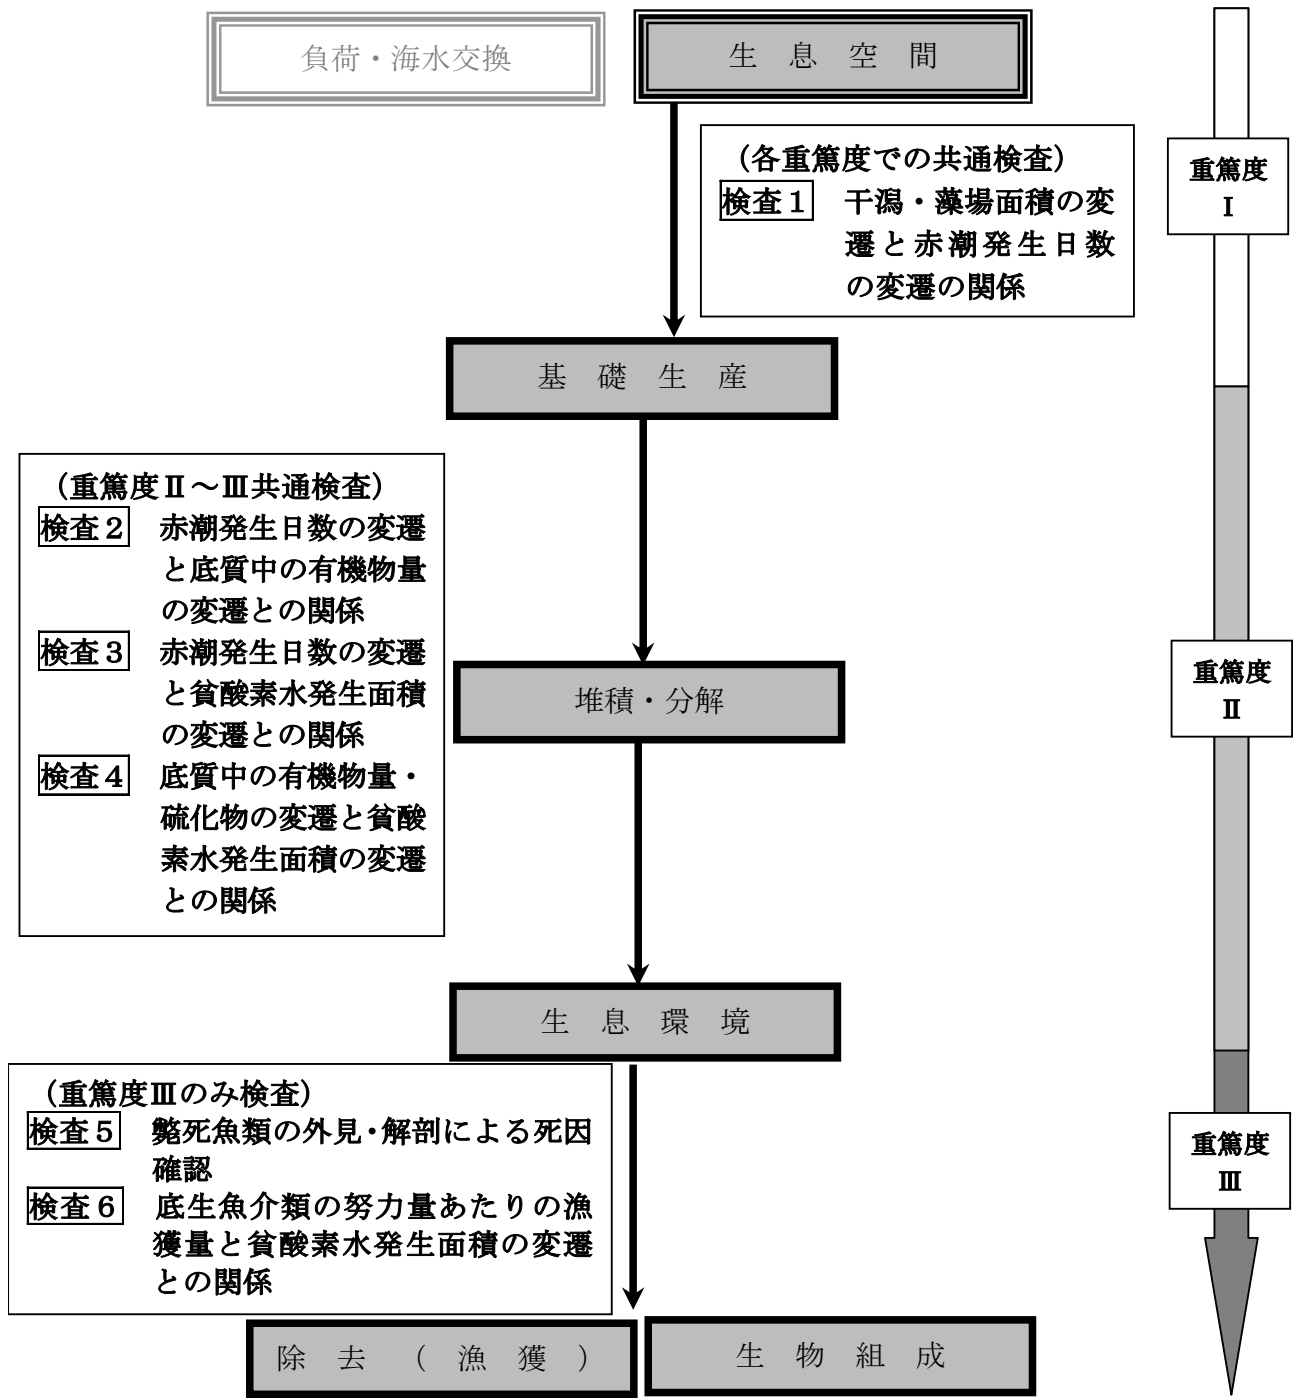 負荷・海水交換
生 息 空 間
(各重篤度での共通検査)
検査1 干潟・藻場面積の変
遷と赤潮発生日数
の変遷の関係
重篤度
Ⅰ
基 礎 生 産
(重篤度Ⅱ～Ⅲ共通検査)
検査2 赤潮発生日数の変遷
と底質中の有機物量
の変遷との関係
検査3 赤潮発生日数の変遷
と貧酸素水発生面積
の変遷との関係
検査4 底質中の有機物量・
硫化物の変遷と貧酸
素水発生面積の変遷
との関係
堆積・分解
重篤度
Ⅱ
生 息 環 境
(重篤度Ⅲのみ検査)
検査5 斃死魚類の外見・解剖による死因
確認
検査6 底生魚介類の努力量あたりの漁
獲量と貧酸素水発生面積の変遷
との関係
重篤度
Ⅲ
除 去 ( 漁 獲 )
生 物 組 成